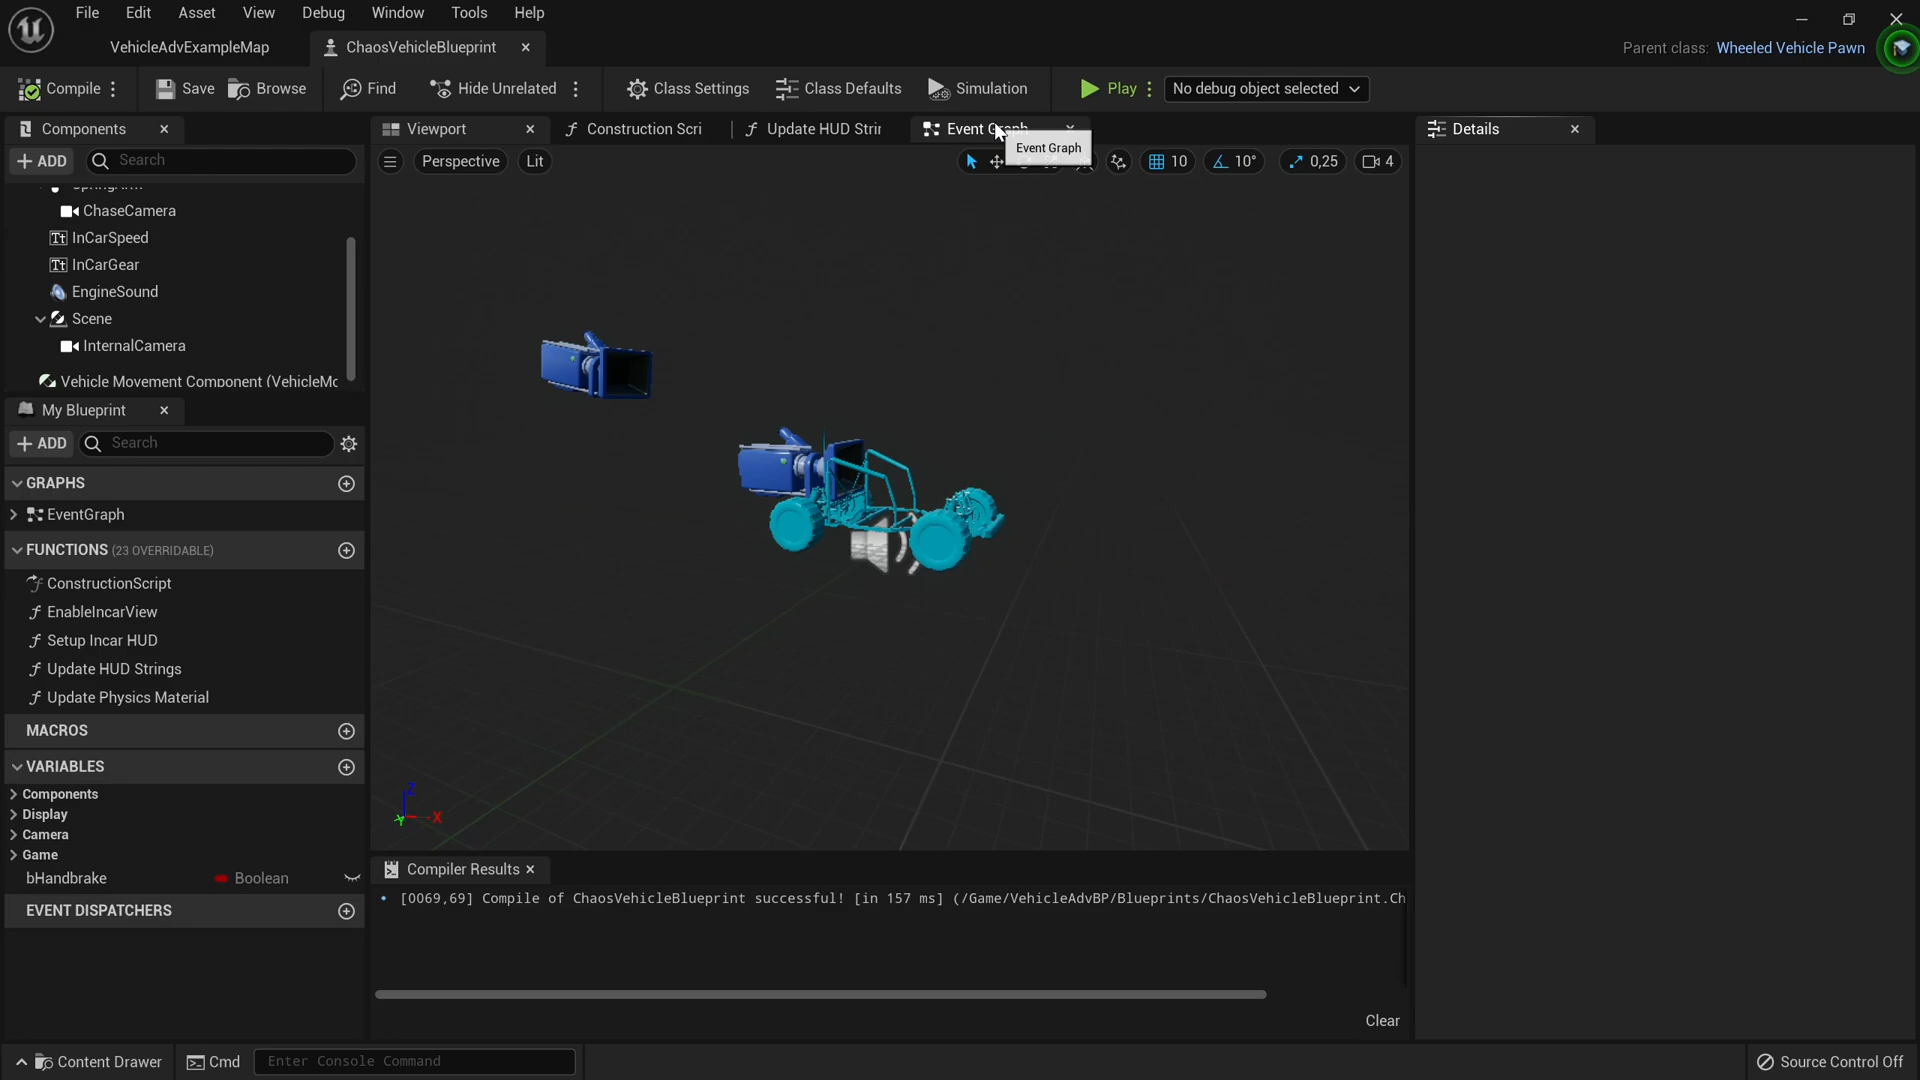 File Edit Asset View Debug Window Tools Help
VehicleAdvExampleMap
ChaosVehicleBlueprint
Parent class: Wheeled Vehicle Pawn
Compile
Save
Browse
Find
Hide Unrelated
Class Settings
Class Defaults
Simulation
Play
No debug object selected
Components
Viewport
Construction Scri
Update HUD Strir
Event Graph
Details
Event Graph
+ ADD
Search
Perspective
Lit
10
10°
0,25
4
ChaseCamera
InCarSpeed
InCarGear
EngineSound
Scene
InternalCamera
Vehicle Movement Component (VehicleMc
My Blueprint
+ ADD
Search
GRAPHS
EventGraph
FUNCTIONS (23 OVERRIDABLE)
ConstructionScript
EnableIncarView
Setup Incar HUD
Update HUD Strings
Update Physics Material
MACROS
VARIABLES
Components
Display
Camera
Game
bHandbrake Boolean
EVENT DISPATCHERS
Z
X
Y
Compiler Results
[0069,69] Compile of ChaosVehicleBlueprint successful! [in 157 ms] (/Game/VehicleAdvBP/Blueprints/ChaosVehicleBlueprint.Ch
Clear
Content Drawer
Cmd
Enter Console Command
Source Control Off